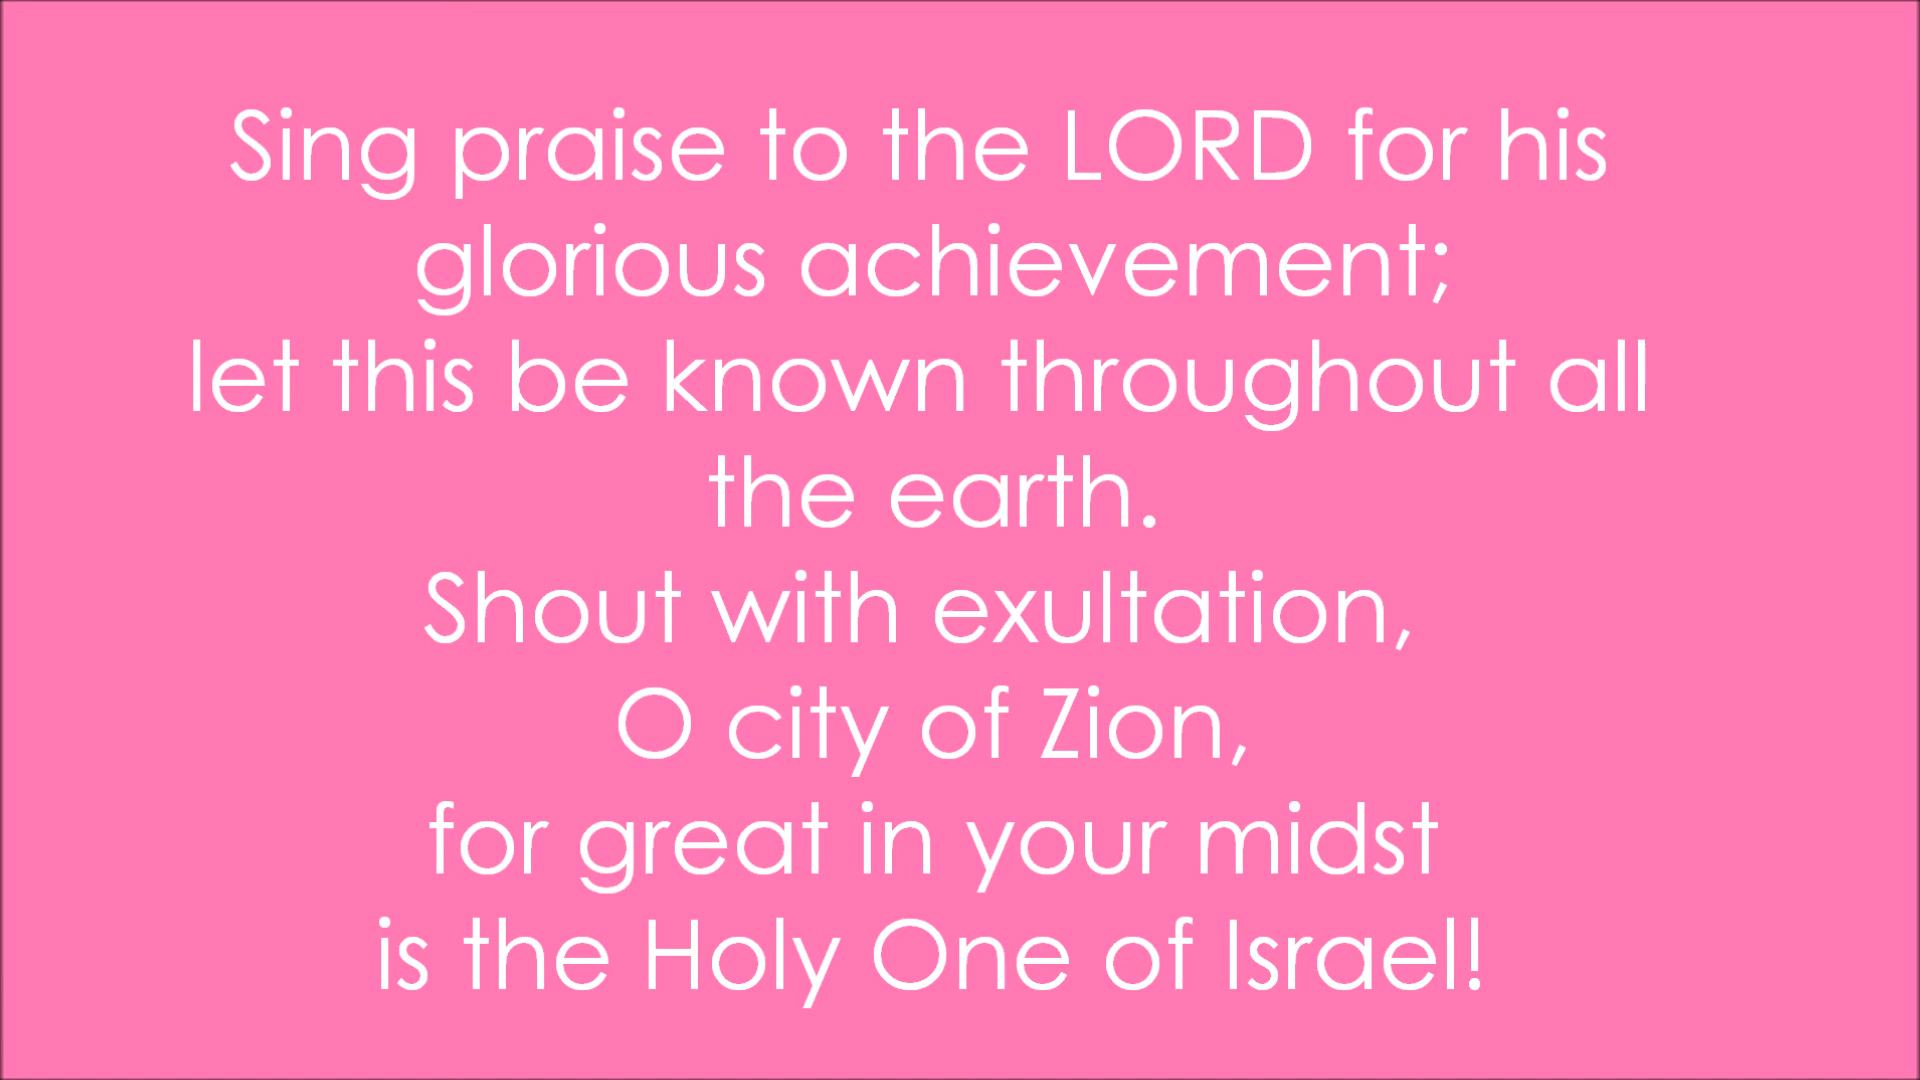 Sing praise to the LORD for his
glorious achievement;
let this be known throughout all
the earth.
Shout with exultation,
O city of Zion,
for great in your midst
is the Holy One of Israel!